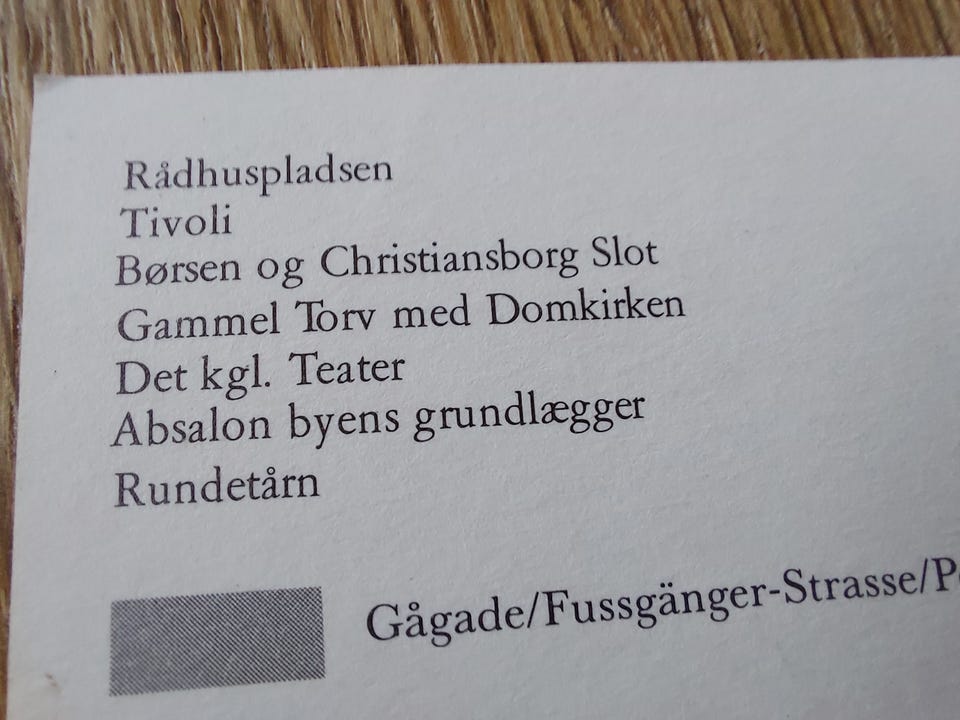 Rådhuspladsen
Tivoli
Børsen og Christiansborg Slot
Gammel Torv med Domkirken
Det kgl. Teater
Absalon byens grundlægger
Rundetårn
Gågade/Fussgänger-Strasse/